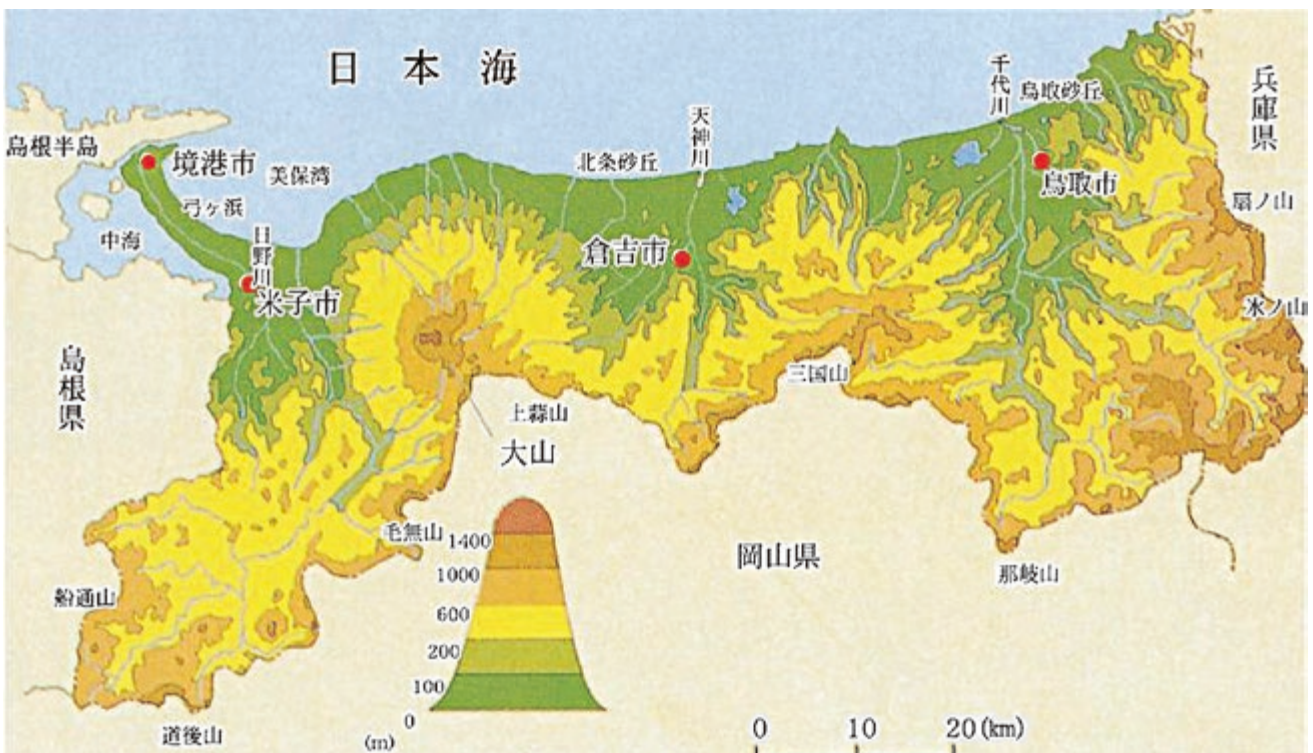 日本海
千代川
鳥取砂丘
兵庫県
島根半島
境港市
美保湾
北条砂丘
天神川
鳥取市
弓ヶ浜
扇ノ山
中海
日野川
倉吉市
米子市
氷ノ山
島根県
三国山
上蒜山
大山
毛無山
岡山県
那岐山
船通山
道後山
1400
1000
600
200
100
0
(m)
0 10 20(km)